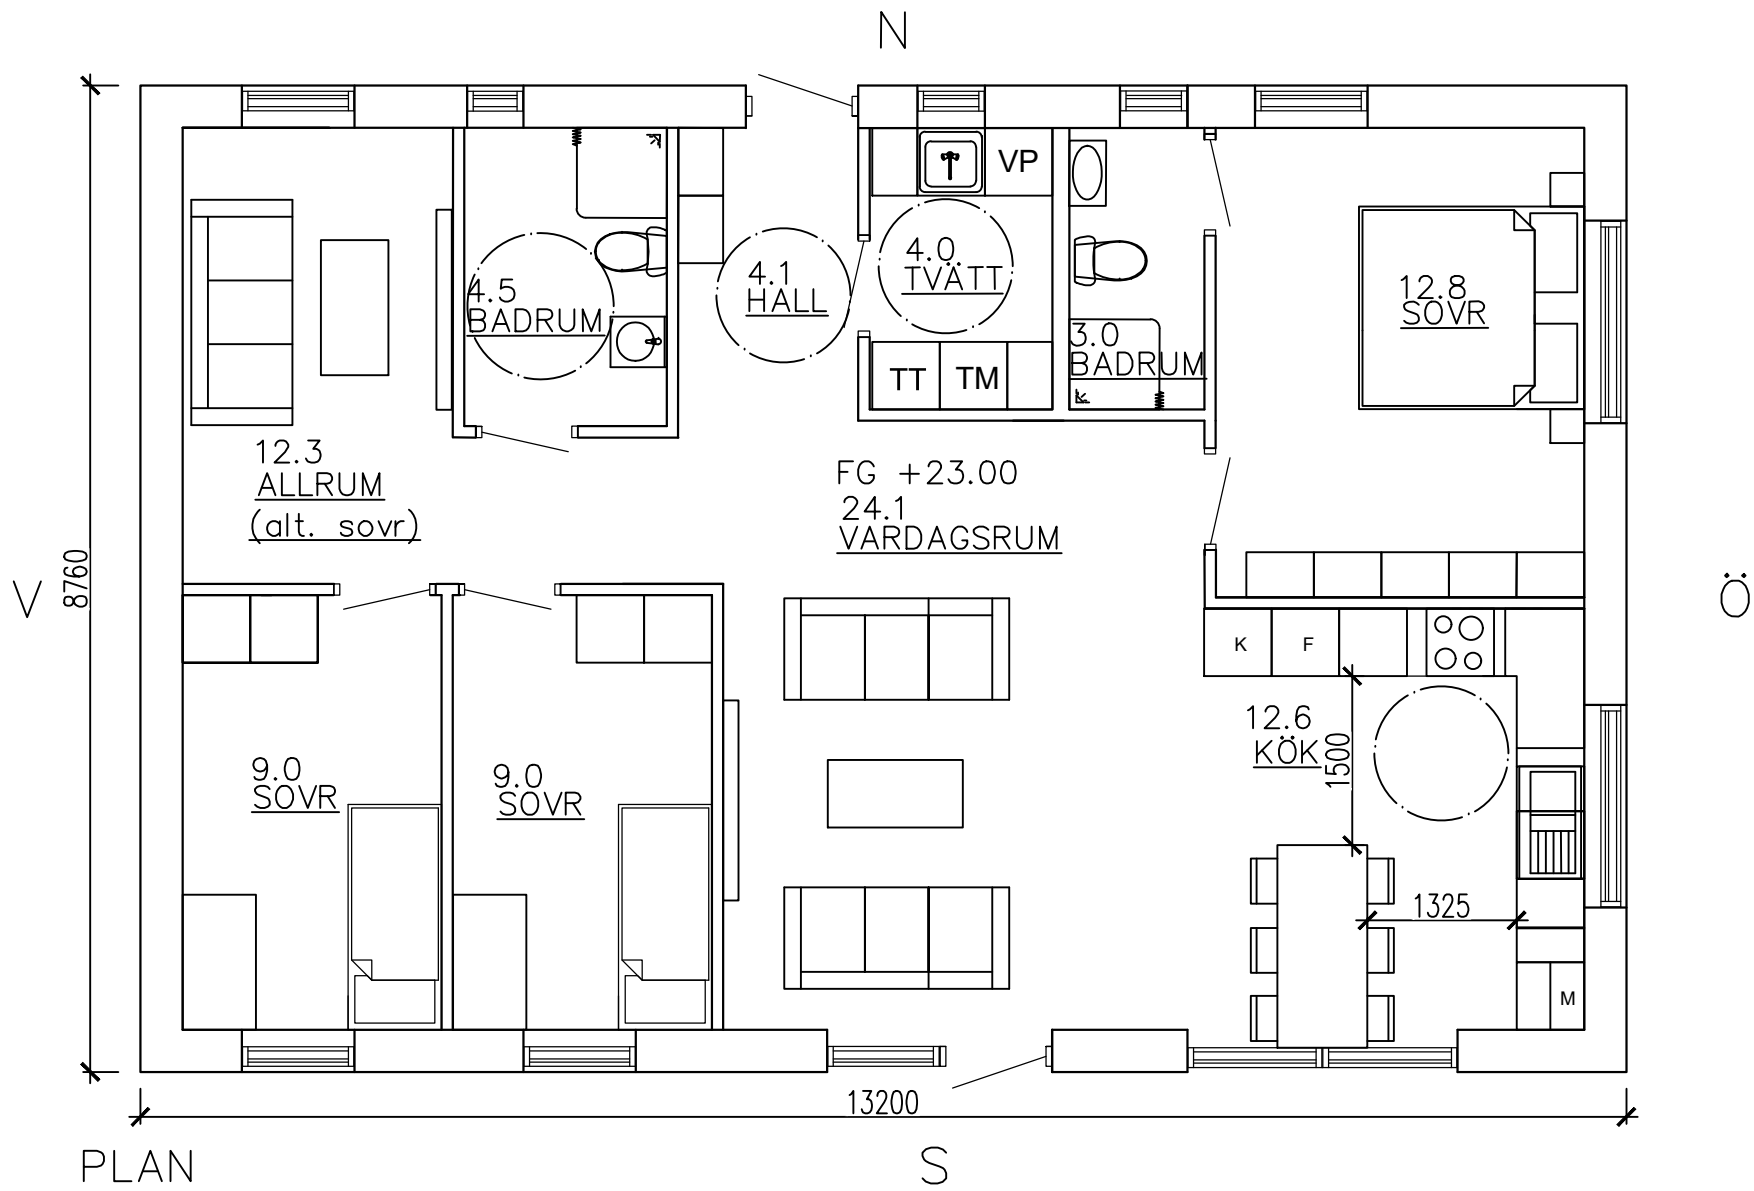 N
VP
4.5
BADRUM
4.1
HALL
4.0
TVÄTT
3.0
BADRUM
12.8
SOVR
TT
TM
12.3
ALLRUM
(alt. sovr)
FG +23.00
24.1
VARDAGSRUM
V
8760
Ö
K
F
12.6
KÖK
1500
9.0
SOVR
9.0
SOVR
1325
M
13200
PLAN
S